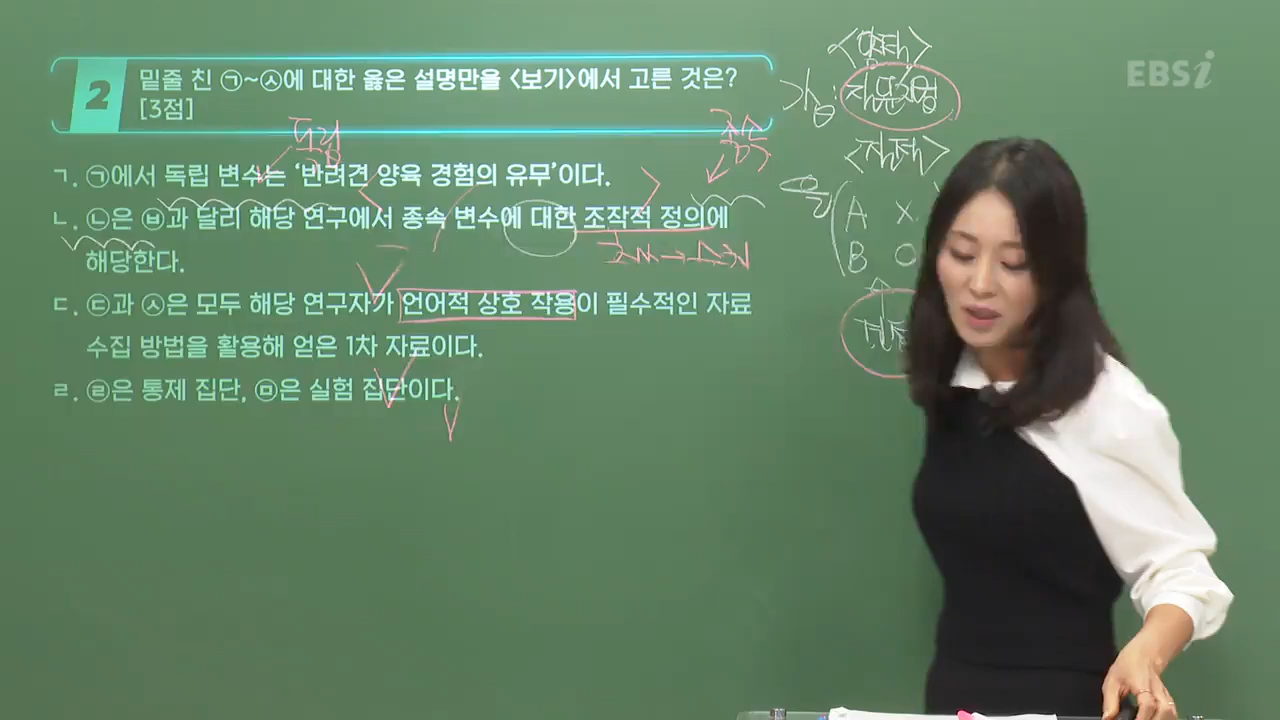 EBSi
2
밑줄 친 ㉠~㉦에 대한 옳은 설명만을 <보기>에서 고른 것은?
[3점]
ㄱ. ㉠에서 독립 변수는 ‘반려견 양육 경험의 유무’이다.
ㄴ. ㉡은 ㉥과 달리 해당 연구에서 종속 변수에 대한 조작적 정의에
해당한다.
ㄷ. ㉢과 ㉦은 모두 해당 연구자가 언어적 상호 작용이 필수적인 자료
수집 방법을 활용해 얻은 1차 자료이다.
ㄹ. ㉣은 통제 집단, ㉤은 실험 집단이다.
A X
B O